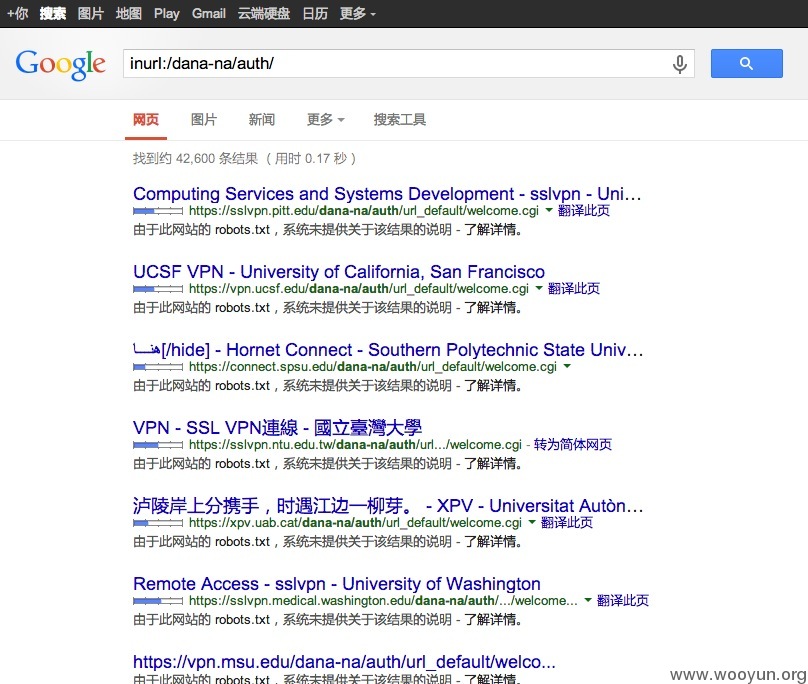 +你 搜索 图片 地图 Play Gmail 云端硬盘 日历 更多
Google inurl:/dana-na/auth/
网页 图片 新闻 更多 搜索工具
找到约 42,600 条结果 （用时 0.17 秒）
Computing Services and Systems Development - sslvpn - Uni...
https://sslvpn.pitt.edu/dana-na/auth/url_default/welcome.cgi 翻译此页
由于此网站的 robots.txt，系统未提供关于该结果的说明 - 了解详情。
UCSF VPN - University of California, San Francisco
https://vpn.ucsf.edu/dana-na/auth/url_default/welcome.cgi 翻译此页
由于此网站的 robots.txt，系统未提供关于该结果的说明 - 了解详情。
[/hide] - Hornet Connect - Southern Polytechnic State Univ...
https://connect.spsu.edu/dana-na/auth/url_default/welcome.cgi
由于此网站的 robots.txt，系统未提供关于该结果的说明 - 了解详情。
VPN - SSL VPN連線 - 國立臺灣大學
https://sslvpn.ntu.edu.tw/dana-na/auth/url.../welcome.cgi - 转为简体网页
由于此网站的 robots.txt，系统未提供关于该结果的说明 - 了解详情。
泸陵岸上分携手，时遇江边一柳芽。 - XPV - Universitat Autòn...
https://xpv.uab.cat/dana-na/auth/url_default/welcome.cgi 翻译此页
由于此网站的 robots.txt，系统未提供关于该结果的说明 - 了解详情。
Remote Access - sslvpn - University of Washington
https://sslvpn.medical.washington.edu/dana-na/auth/.../welcome... 翻译此页
由于此网站的 robots.txt，系统未提供关于该结果的说明 - 了解详情。
https://vpn.msu.edu/dana-na/auth/url_default/welco...
https://vpn.msu.edu/dana-na/auth/url_default/welcome.cgi 翻译此页
由于此网站的 robots.txt，系统未提供关于该结果的说明 - 了解详情。
www.wooyun.org